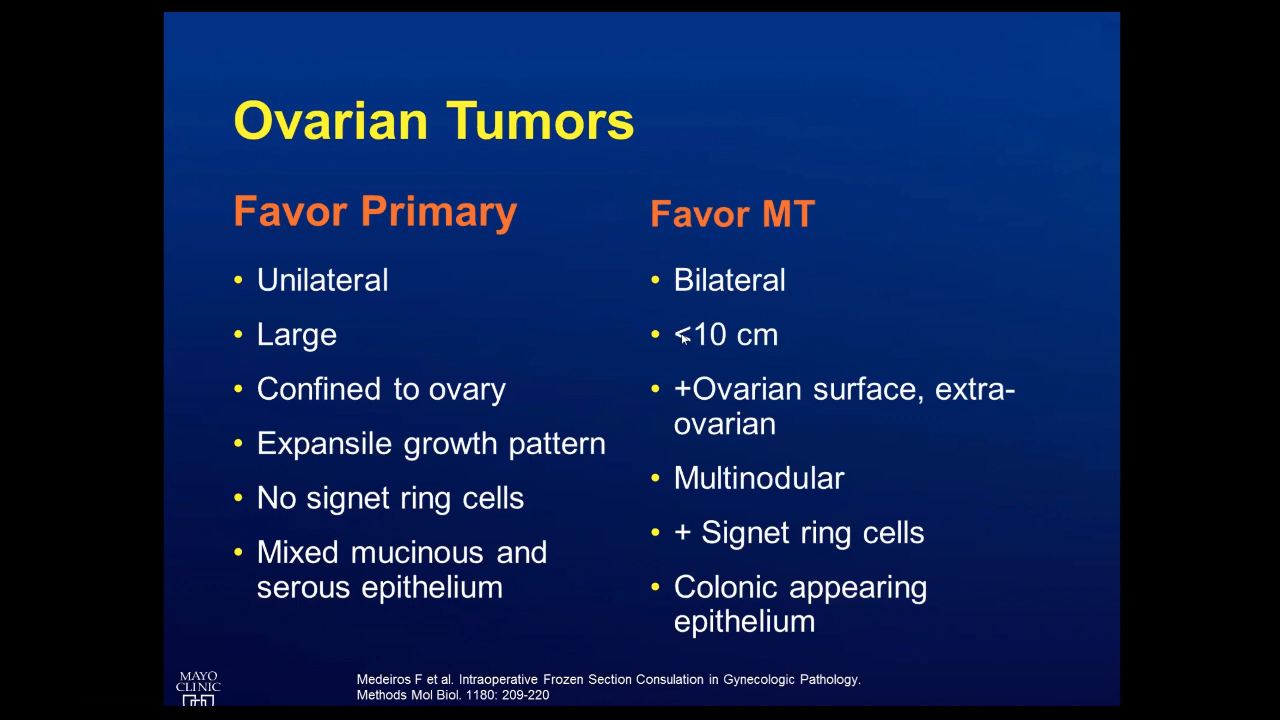 Ovarian Tumors
Favor Primary
• Unilateral
• Large
• Confined to ovary
• Expansile growth pattern
• No signet ring cells
• Mixed mucinous and
serous epithelium
Favor MT
• Bilateral
• <10 cm
• +Ovarian surface, extra-
ovarian
• Multinodular
• + Signet ring cells
• Colonic appearing
epithelium
MAYO
CLINIC
Medeiros F et al. Intraoperative Frozen Section Consulation in Gynecologic Pathology.
Methods Mol Biol. 1180: 209-220